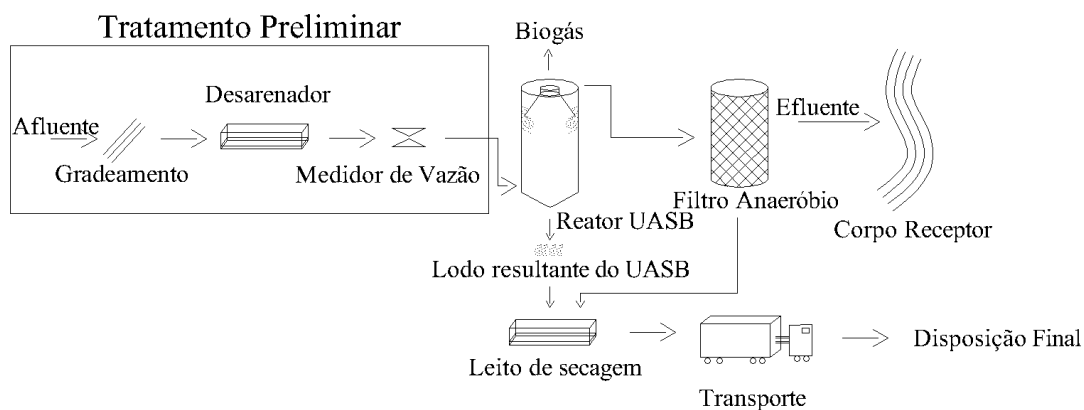 Tratamento Preliminar
Biogás
Desarenador
Afluente
Efluente
Gradeamento
Medidor de Vazão
Filtro Anaeróbio
Reator UASB
Corpo Receptor
Lodo resultante do UASB
Disposição Final
Leito de secagem
Transporte